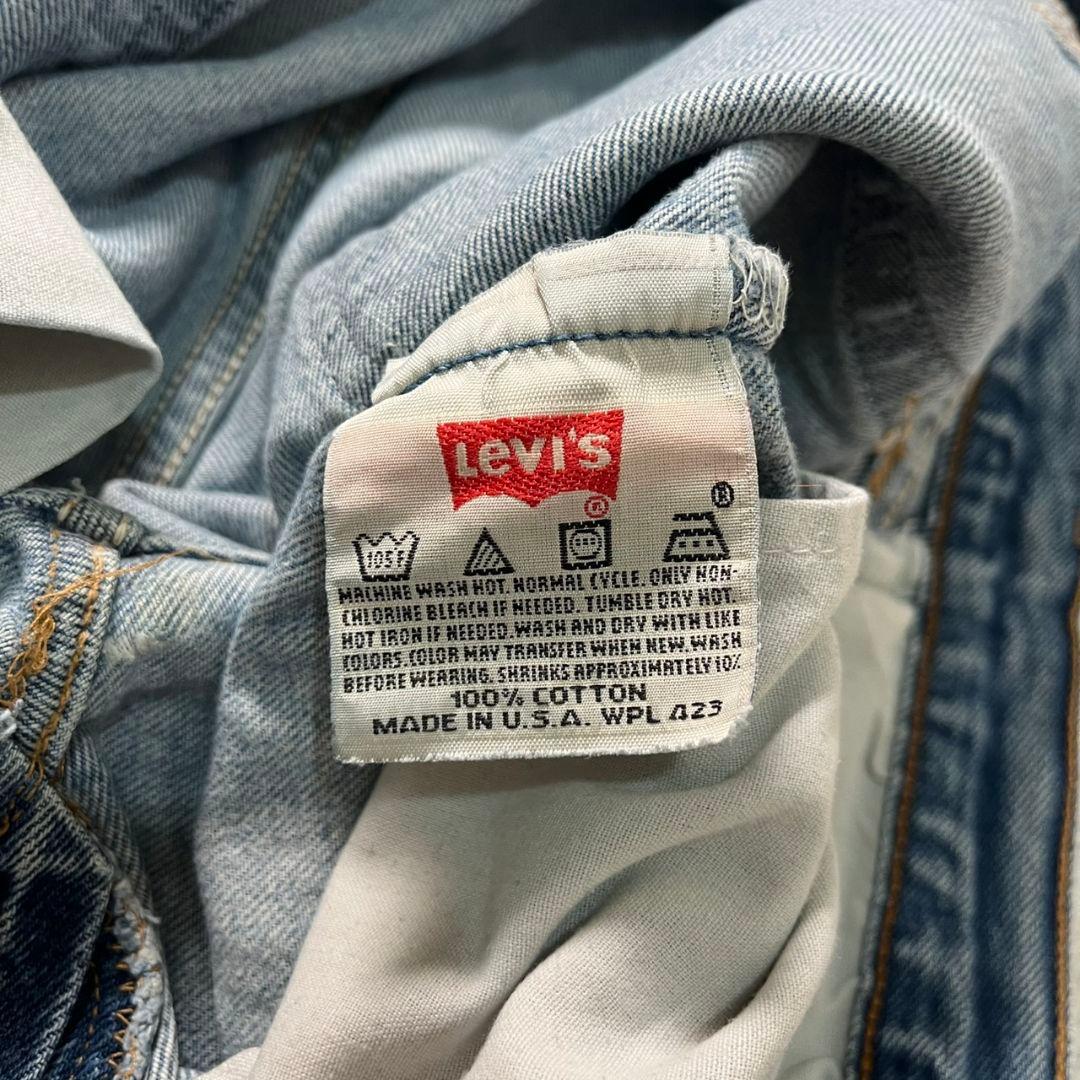 Levi's
®
®
105F
MACHINE WASH HOT. NORMAL CYCLE. ONLY NON-
CHLORINE BLEACH IF NEEDED. TUMBLE DRY HOT.
HOT IRON IF NEEDED. WASH AND DRY WITH LIKE
COLORS. COLOR MAY TRANSFER WHEN NEW. WASH
BEFORE WEARING. SHRINKS APPROXIMATELY 10%
100% COTTON
MADE IN U.S.A. WPL 423